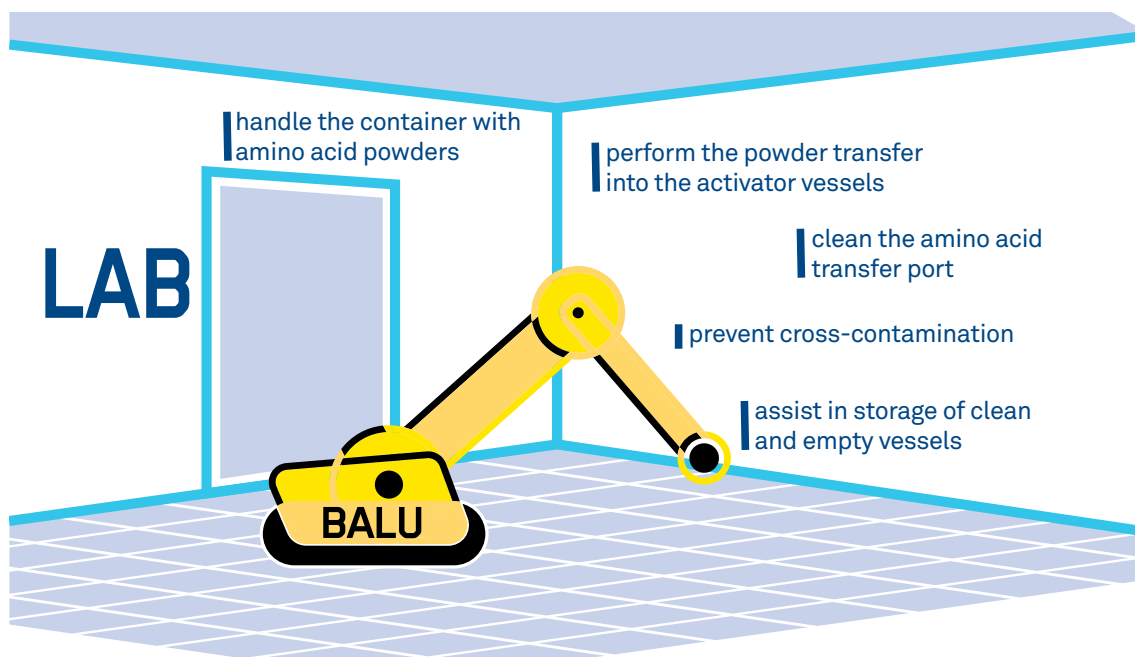 handle the container with
amino acid powders
perform the powder transfer
into the activator vessels
clean the amino acid
transfer port
LAB
prevent cross-contamination
assist in storage of clean
and empty vessels
BALU